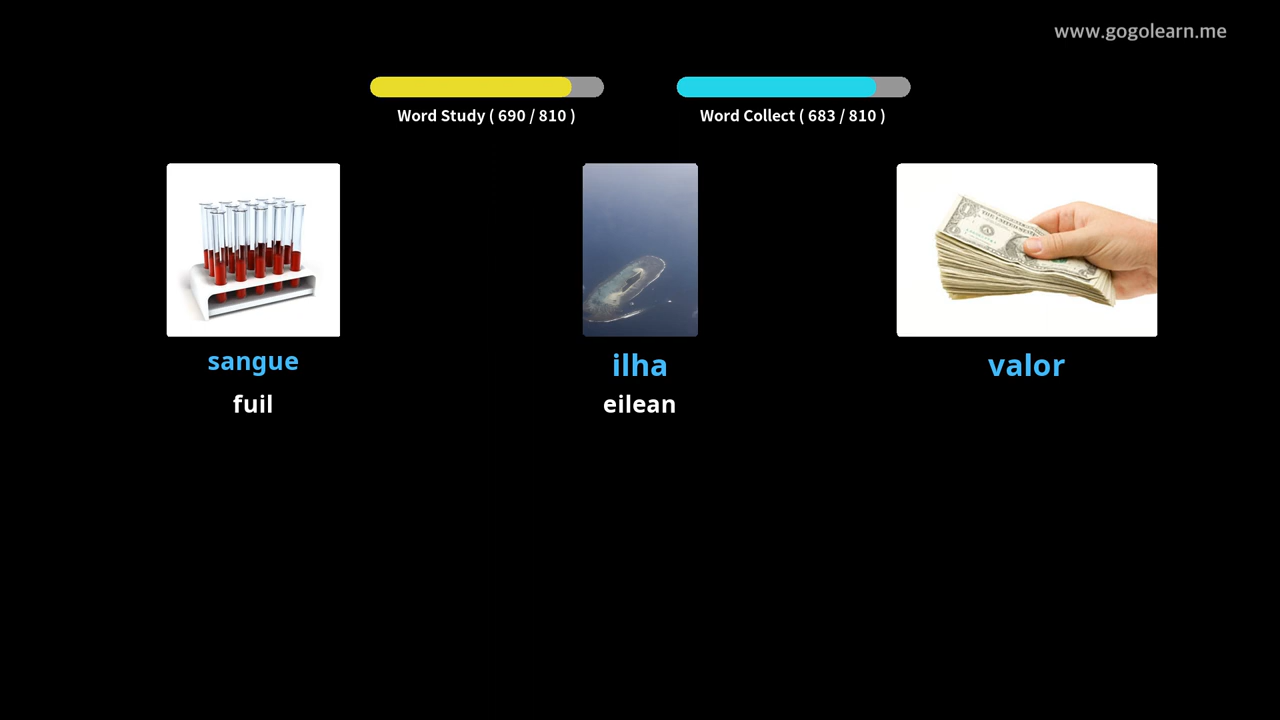 www.gogolearn.me
Word Study ( 690 / 810 )
Word Collect ( 683 / 810 )
sangue
ilha
valor
fuil
eilean